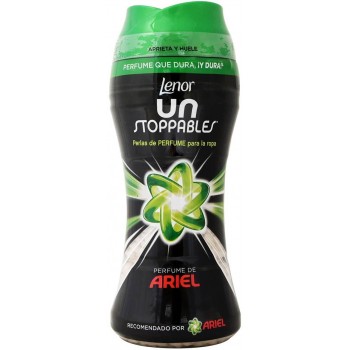 APRIETA Y HUELE
PERFUME QUE DURA, ¡Y DURA*
Lenor
UN
STOPPABLES
Perlas de PERFUME para la ropa
PERFUME DE
ARIEL
RECOMENDADO POR ARIEL